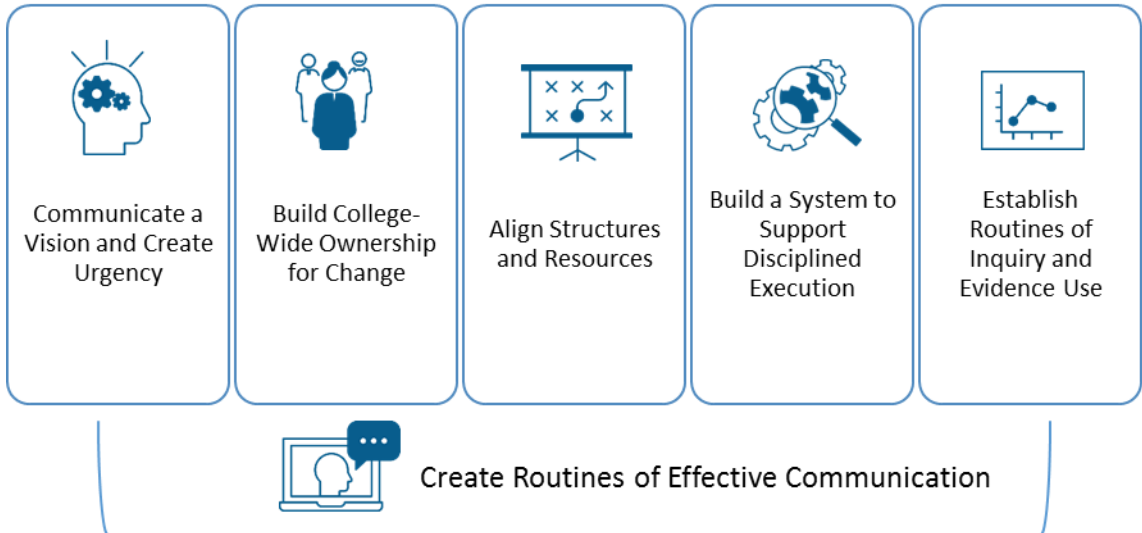 Communicate a
Vision and Create
Urgency
Build College-
Wide Ownership
for Change
Align Structures
and Resources
Build a System to
Support
Disciplined
Execution
Establish
Routines of
Inquiry and
Evidence Use
Create Routines of Effective Communication